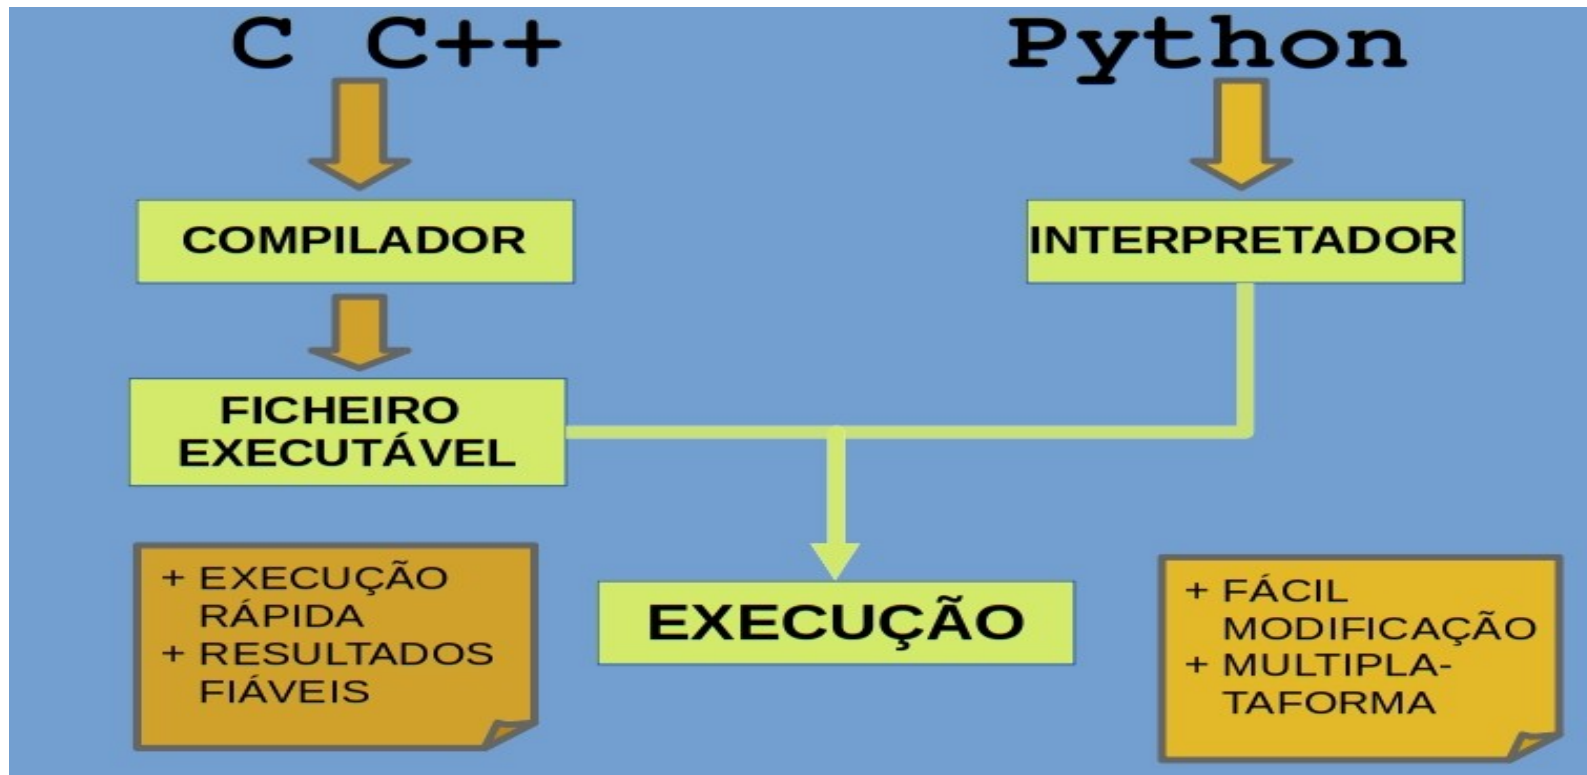 C C++
Python
COMPILADOR
INTERPRETADOR
FICHEIRO
EXECUTÁVEL
+ EXECUÇÃO
RÁPIDA
+ RESULTADOS
FIÁVEIS
EXECUÇÃO
+ FÁCIL
MODIFICAÇÃO
+ MULTIPLA-
TAFORMA